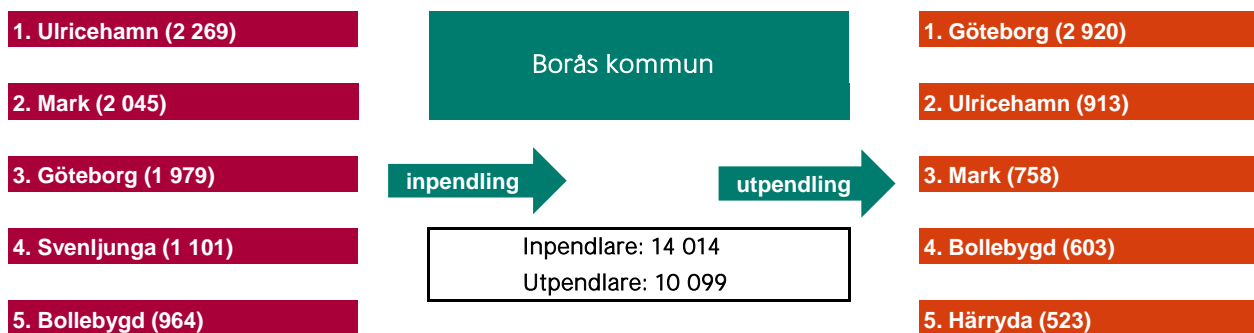 1. Ulricehamn (2 269)
2. Mark (2 045)
3. Göteborg (1 979)
4. Svenljunga (1 101)
5. Bollebygd (964)
Borås kommun
inpendling
utpendling
Inpendlare: 14 014
Utpendlare: 10 099
1. Göteborg (2 920)
2. Ulricehamn (913)
3. Mark (758)
4. Bollebygd (603)
5. Härryda (523)